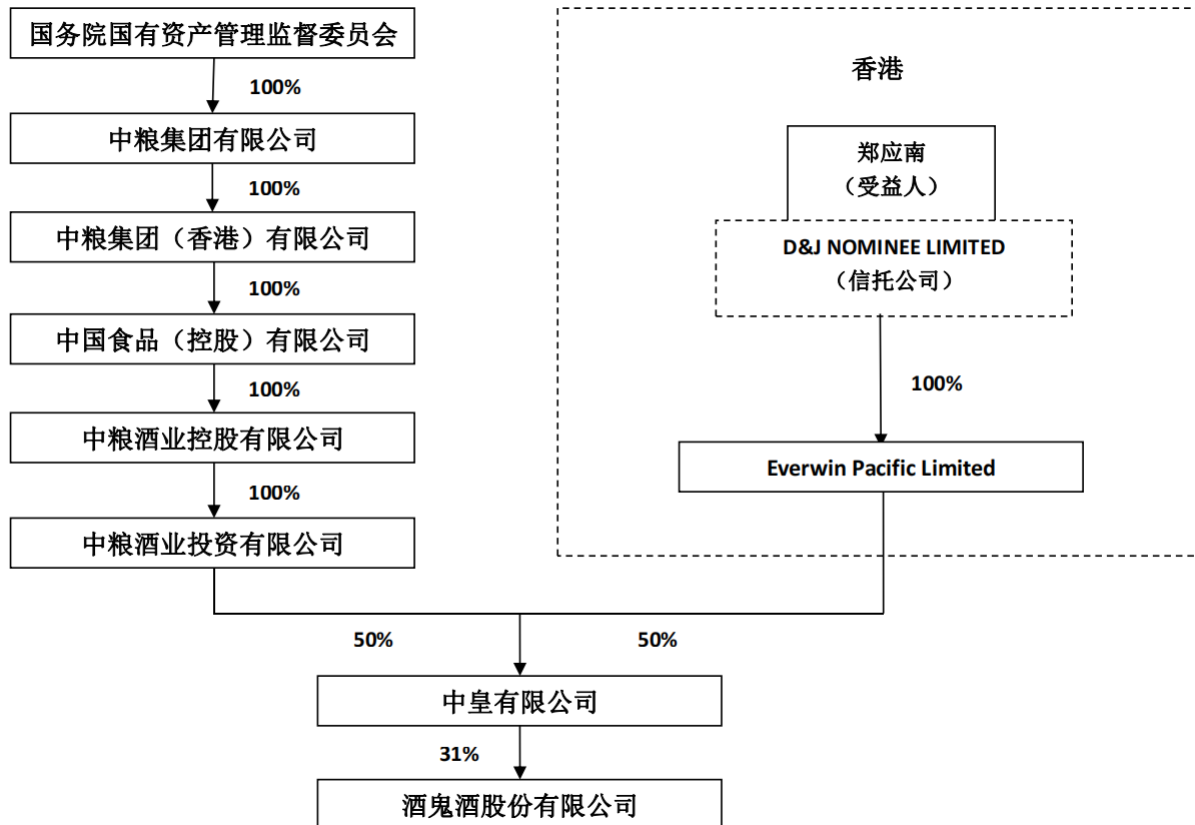 国务院国有资产管理监督委员会
100%
中粮集团有限公司
100%
中粮集团（香港）有限公司
100%
中国食品（控股）有限公司
100%
中粮酒业控股有限公司
100%
中粮酒业投资有限公司
香港
郑应南
（受益人）
D&J NOMINEE LIMITED
（信托公司）
100%
Everwin Pacific Limited
50%
50%
中皇有限公司
31%
酒鬼酒股份有限公司